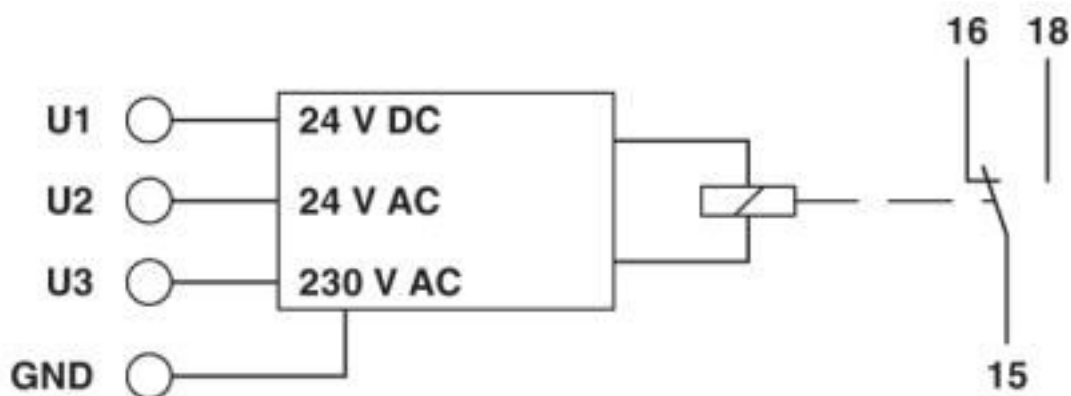 16 18
U1 24 V DC
U2 24 V AC
U3 230 V AC
GND
15